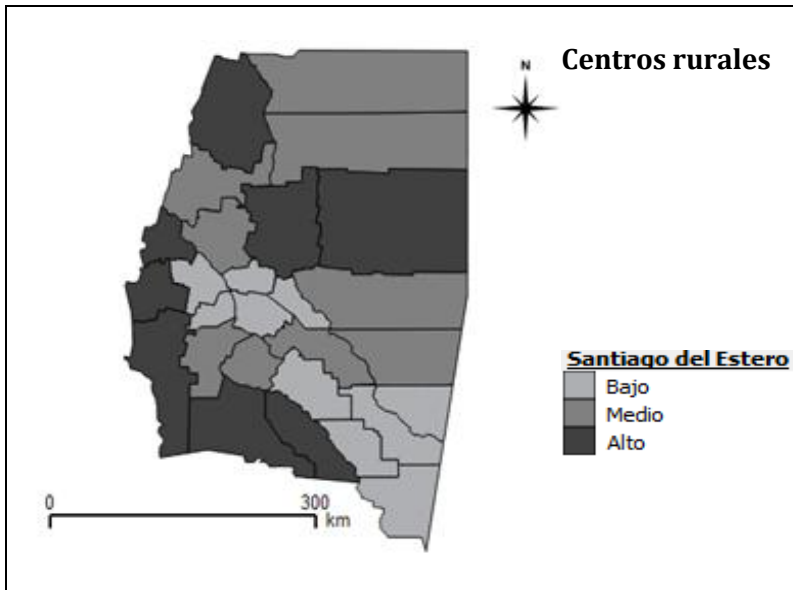 Centros rurales
N
Santiago del Estero
Bajo
Medio
Alto
0 300
km